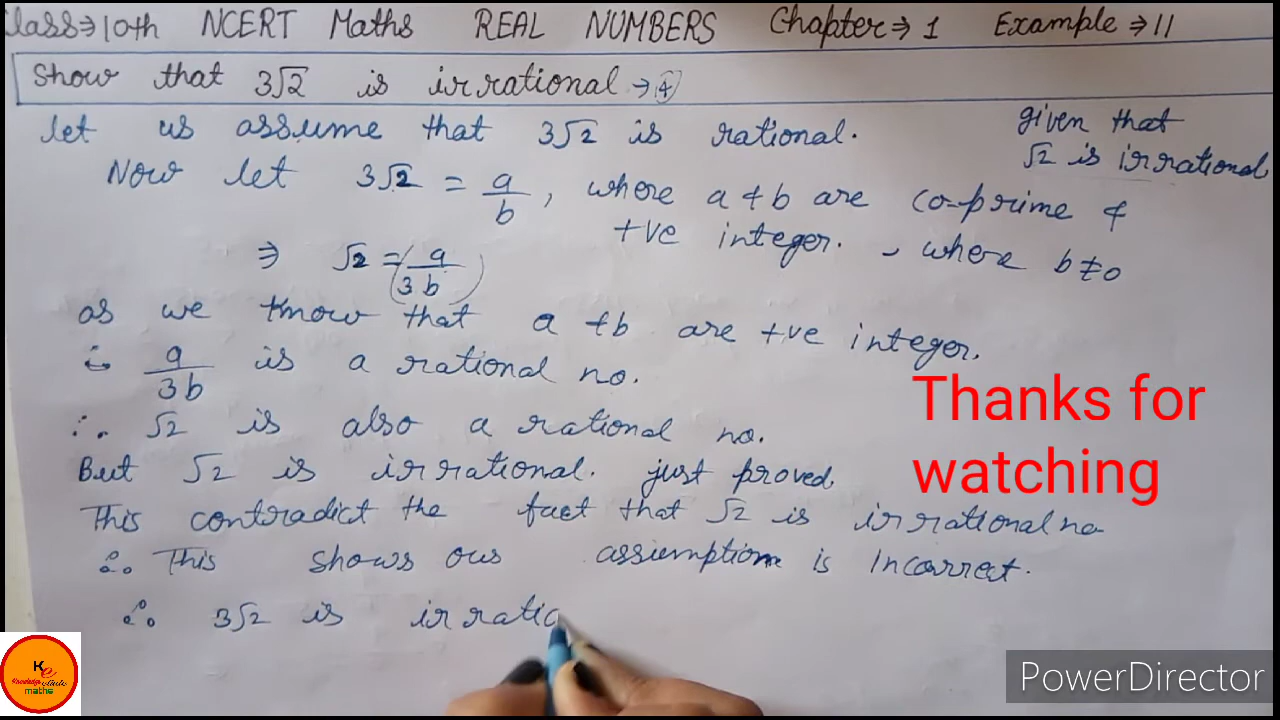 Class⇒10th NCERT Maths REAL NUMBERS Chapter⇒1 Example⇒11
Show that 3√2 is irrational →④
let us assume that 3√2 is rational.
given that
√2 is irrational
Now let 3√2 = a/b, where a & b are co-prime &
+ve integer. , where b≠0
⇒ √2 = (a/3b)
as we know that a & b are +ve integer.
∴ a/3b is a rational no.
∴ √2 is also a rational no.
But √2 is irrational. just proved.
This contradict the fact that √2 is irrational no
∴ This shows our assumption is Incorrect.
∴ 3√2 is irratio
Thanks for
watching
Ke
Knowledge
maths
PowerDirector